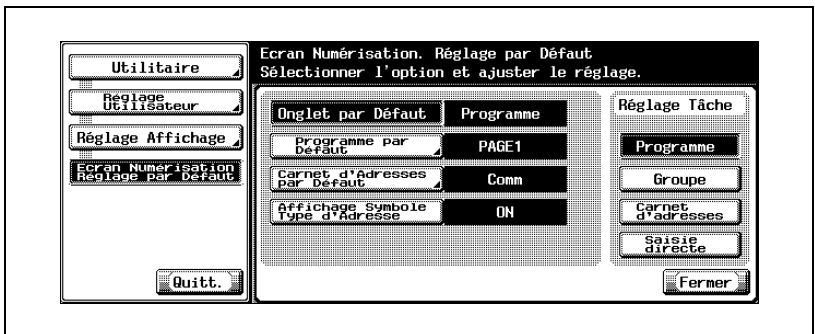 Utilitaire
Réglage
Utilisateur
Réglage Affichage
Ecran Numérisation
Réglage par Défaut
Quitt.
Ecran Numérisation. Réglage par Défaut
Sélectionner l'option et ajuster le réglage.
Onglet par Défaut Programme
Programme par
Défaut
PAGE1
Carnet d'Adresses
par Défaut
Comm
Affichage Symbole
Type d'Adresse
ON
Réglage Tâche
Programme
Groupe
Carnet
d'adresses
Saisie
directe
Fermer